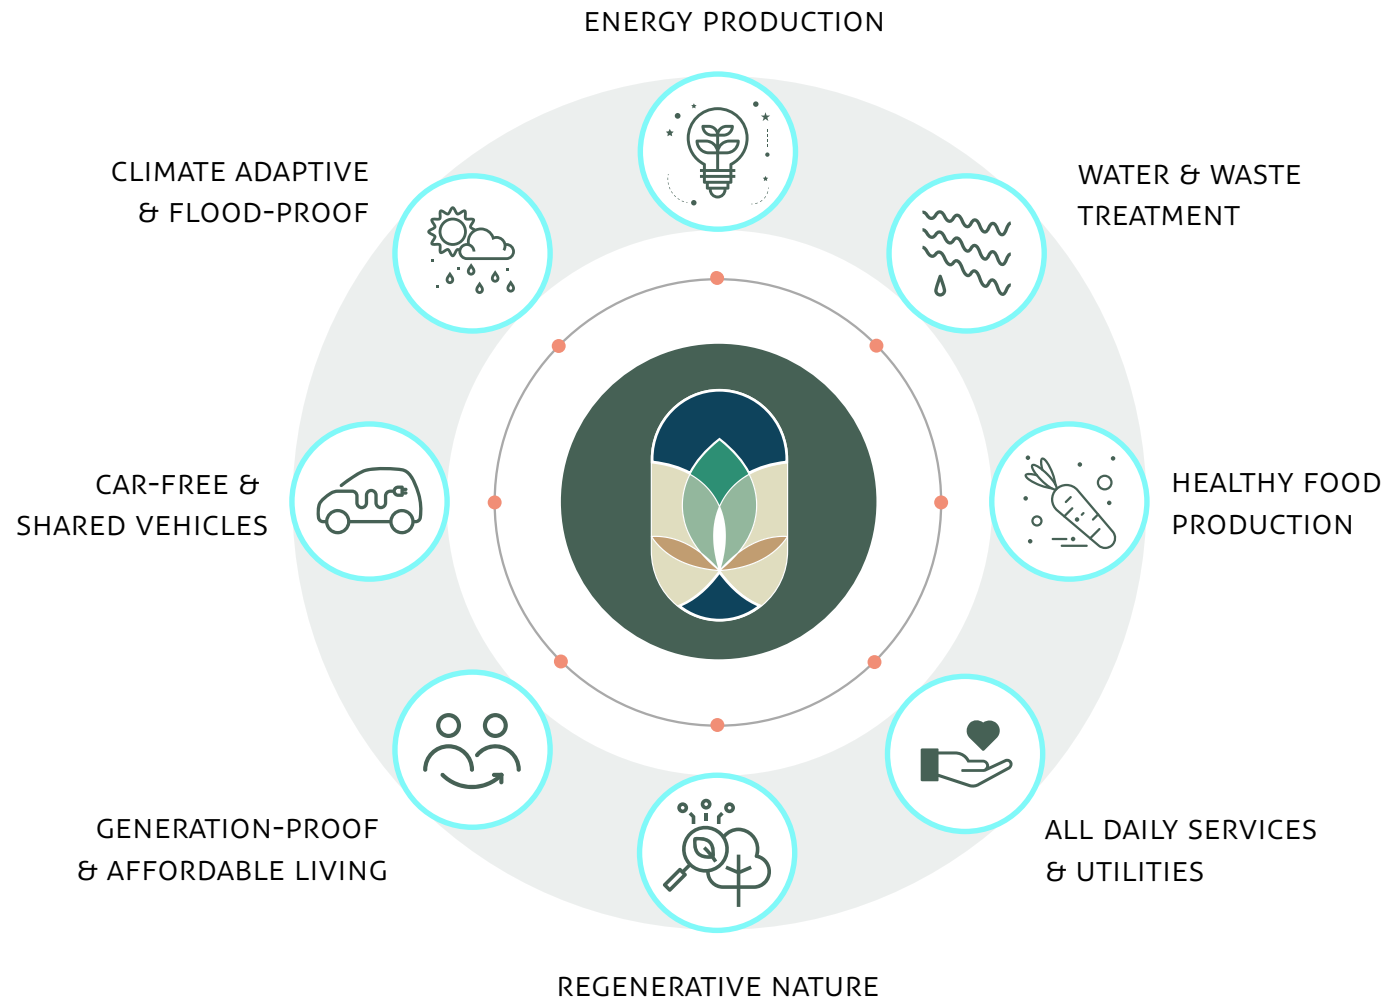 ENERGY PRODUCTION
WATER & WASTE
TREATMENT
HEALTHY FOOD
PRODUCTION
ALL DAILY SERVICES
& UTILITIES
REGENERATIVE NATURE
GENERATION-PROOF
& AFFORDABLE LIVING
CAR-FREE &
SHARED VEHICLES
CLIMATE ADAPTIVE
& FLOOD-PROOF